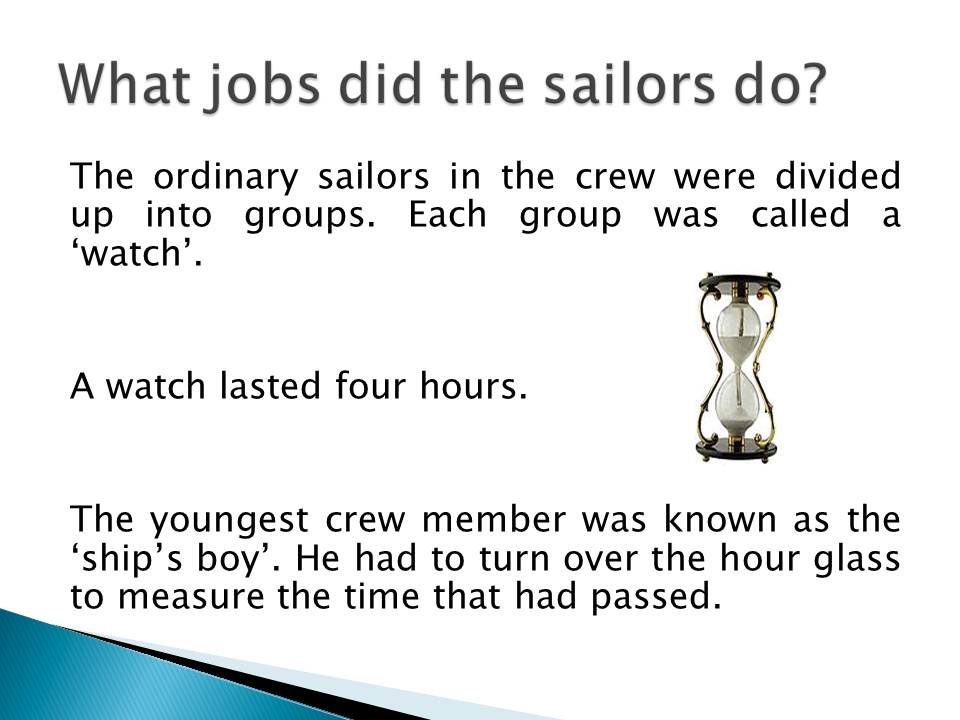 What jobs did the sailors do?
The ordinary sailors in the crew were divided
up into groups. Each group was called a
‘watch’.
A watch lasted four hours.
The youngest crew member was known as the
‘ship’s boy’. He had to turn over the hour glass
to measure the time that had passed.